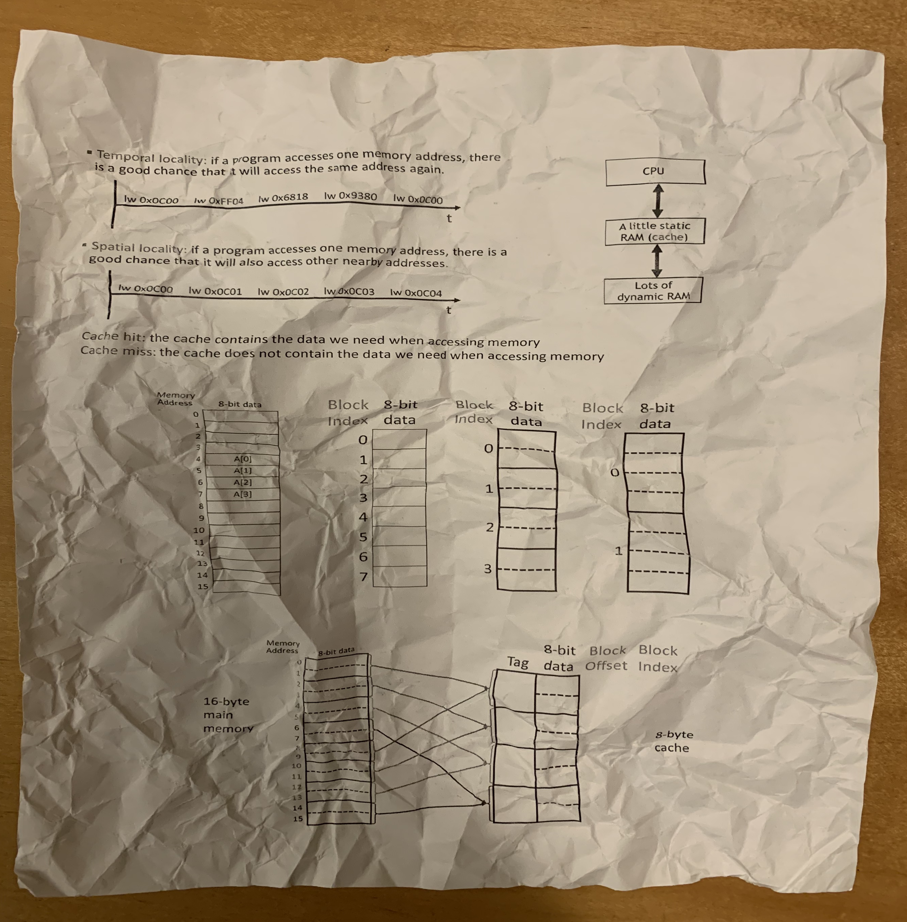 ▪ Temporal locality: if a program accesses one memory address, there
is a good chance that it will access the same address again.
lw 0x0C00 lw 0xFF04 lw 0x6818 lw 0x9380 lw 0x0C00
t
▪ Spatial locality: if a program accesses one memory address, there is a
good chance that it will also access other nearby addresses.
lw 0x0C00 lw 0x0C01 lw 0x0C02 lw 0x0C03 lw 0x0C04
t
CPU
A little static
RAM (cache)
Lots of
dynamic RAM
Cache hit: the cache contains the data we need when accessing memory
Cache miss: the cache does not contain the data we need when accessing memory
Memory
Address
8-bit data
0
1
2
3
4 A[0]
5 A[1]
6 A[2]
7 A[3]
8
9
10
11
12
13
14
15
Block
Index
8-bit
data
0
1
2
3
4
5
6
7
Block
Index
8-bit
data
0
1
2
3
Block
Index
8-bit
data
0
1
16-byte
main
memory
Memory
Address
8-bit data
0
1
2
3
4
5
6
7
8
9
10
11
12
13
14
15
Tag
8-bit
data
Block
Offset
Block
Index
8-byte
cache